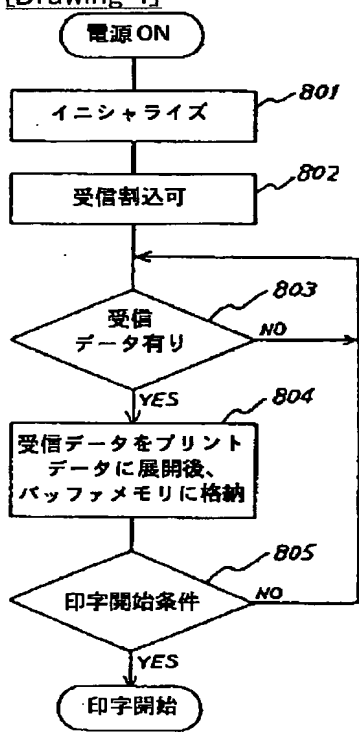 [Drawing 4]
電源ON
イニシャライズ
801
受信割込可
802
803
受信
データ有り
NO
YES
804
受信データをプリント
データに展開後、
バッファメモリに格納
805
印字開始条件
NO
YES
印字開始